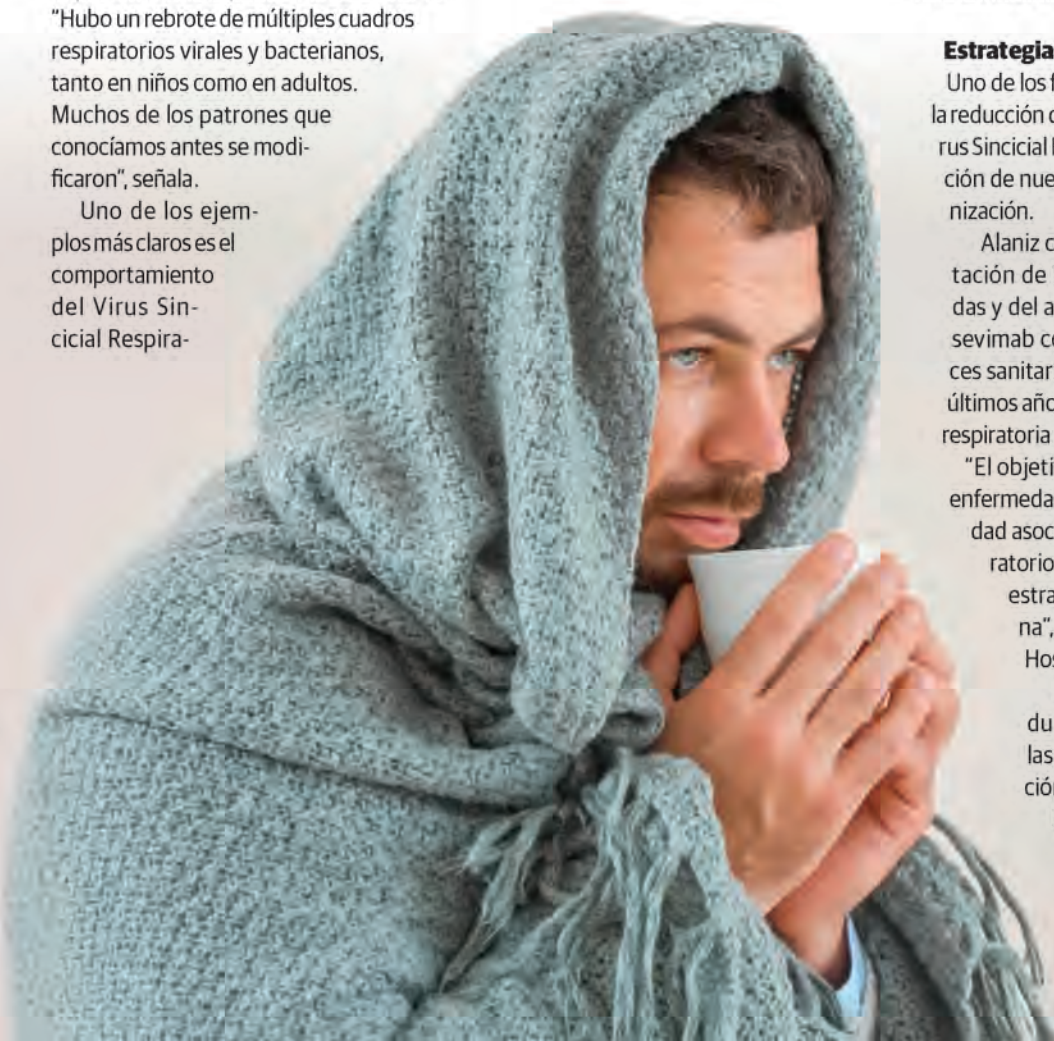 “Hubo un rebrote de múltiples cuadros
respiratorios virales y bacterianos,
tanto en niños como en adultos.
Muchos de los patrones que
conocíamos antes se modi-
ficaron”, señala.
Uno de los ejem-
plos más claros es el
comportamiento
del Virus Sin-
cicial Respira-
Estrategia
Uno de los
la reducción
rus Sincicial
ción de nue
nización.
Alaniz
tación de
das y del
sevimab
ces sanitar
últimos año
respiratoria
“El objeti
enfermeda
dad asoc
ratorio
estra
na”,
Hos
du
las
ción